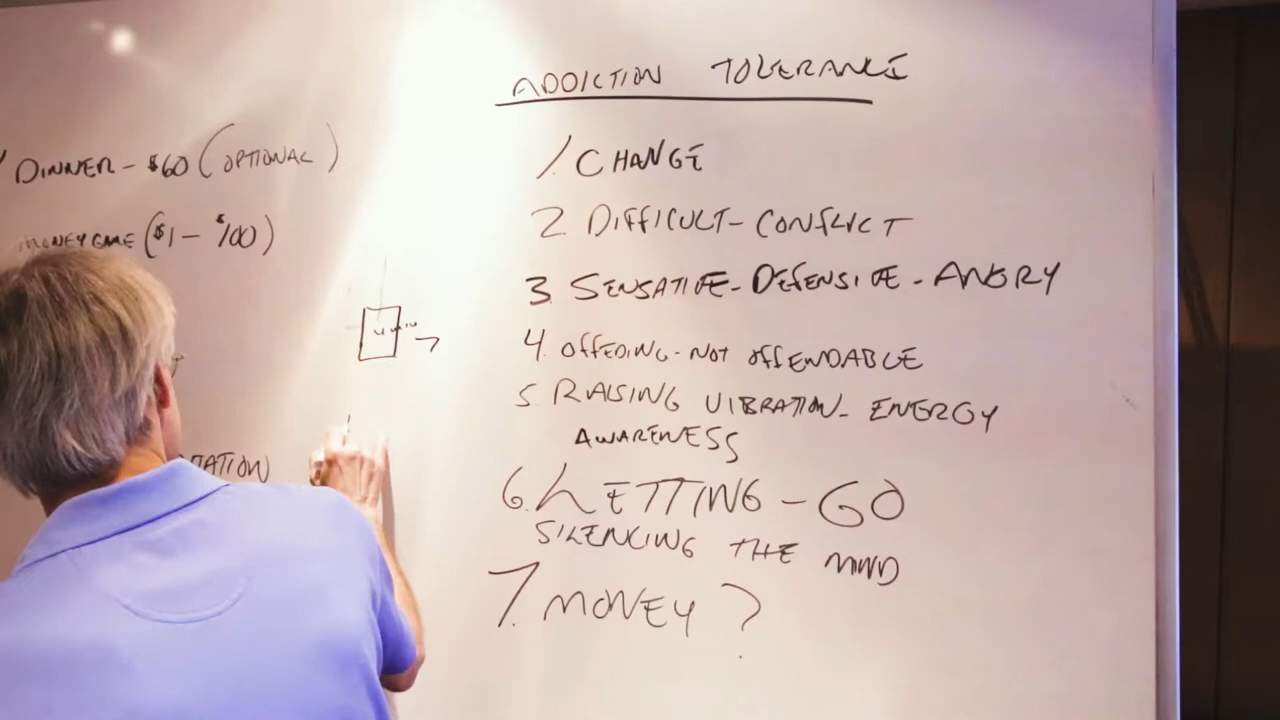 DINNER - $60 (OPTIONAL)
MONEY GAME ($1 - $100)
TATION
ADDICTION TOLERANCE
1. CHANGE
2. DIFFICULT - CONFLICT
3. SENSATIVE - DEFENSIVE - ANGRY
4. OFFEDING - NOT OFFENDABLE
5. RAISING VIBRATION - ENERGY
AWARENESS
6. LETTING - GO
SILENCING THE MIND
7. MONEY ?